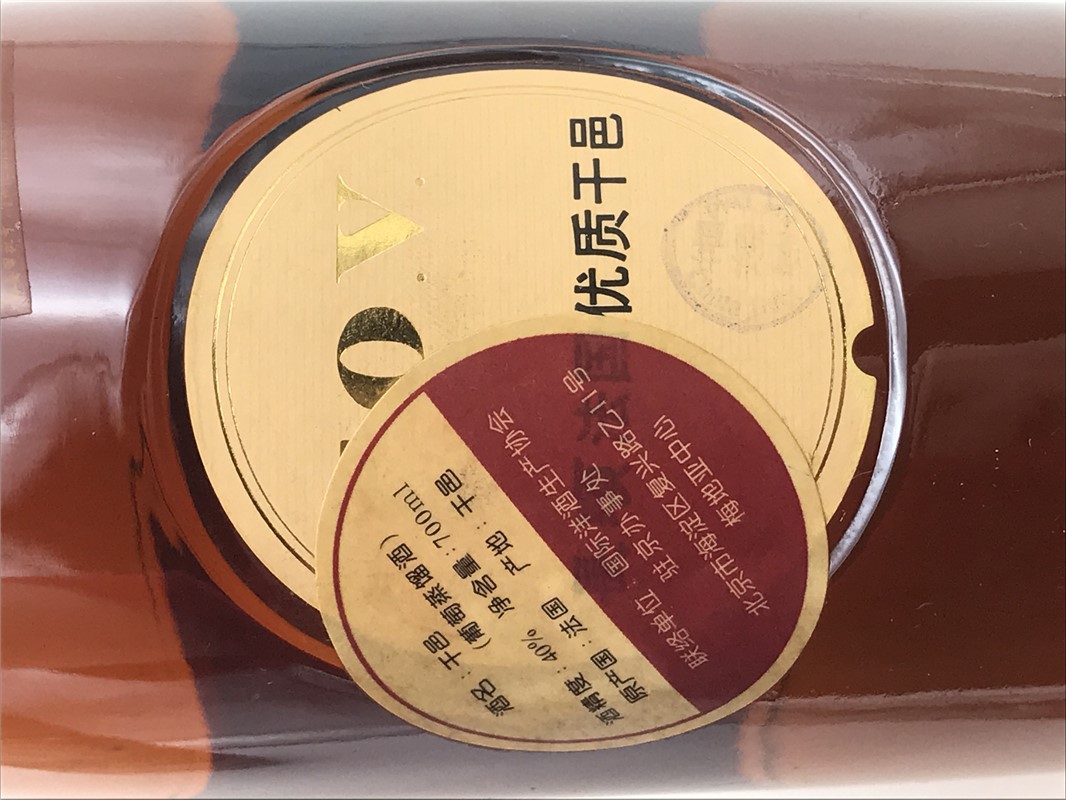 O. V.
法国优质干邑
酒名：干邑
（葡萄蒸馏酒）
酒精度：40% 净含量：700ml
原产国：法国 产地：干邑
联络单位：国际洋酒生产协会
驻京办事处
北京市海淀区复兴路乙11号
梅地亚中心